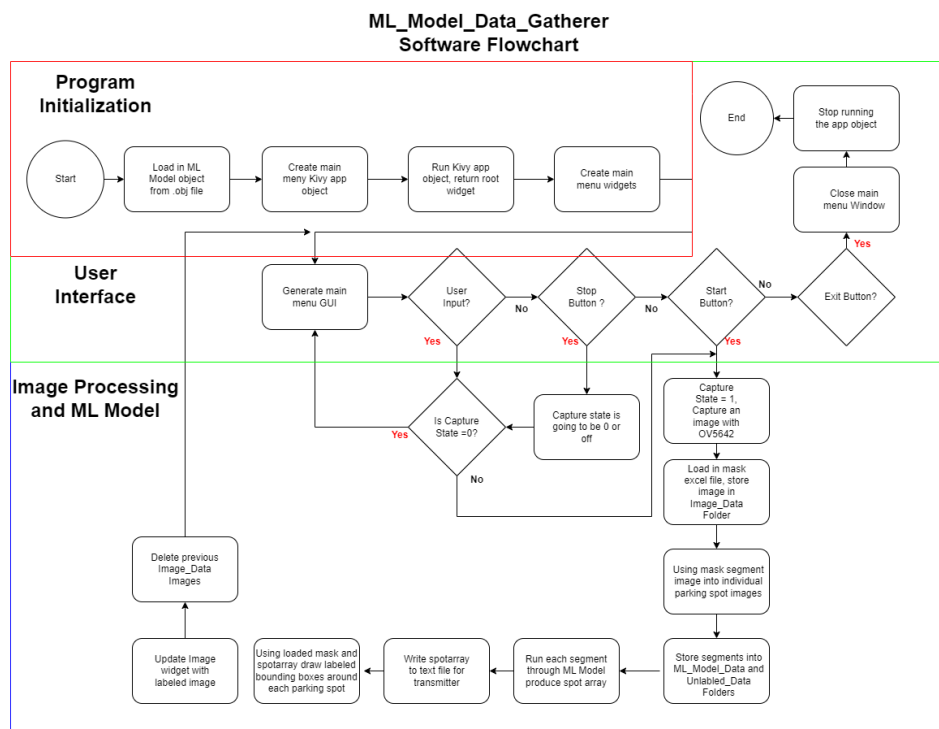 ML_Model_Data_Gatherer
Software Flowchart
Program
Initialization
Start
Load in ML
Model object
from .obj file
Create main
meny Kivy app
object
Run Kivy app
object, return root
widget
Create main
menu widgets
End
Stop running
the app object
Close main
menu Window
Yes
User
Interface
Generate main
menu GUI
User
Input?
No
Stop
Button ?
No
Start
Button?
No
Exit Button?
Yes
Yes
Yes
Image Processing
and ML Model
Is Capture
State =0?
Yes
No
Capture state is
going to be 0 or
off
Capture
State = 1,
Capture an
image with
OV5642
Load in mask
excel file, store
image in
Image_Data
Folder
Using mask segment
image into individual
parking spot images
Store segments into
ML_Model_Data and
Unlabled_Data
Folders
Run each segment
through ML Model
produce spot array
Write spotarray
to text file for
transmitter
Using loaded mask and
spotarray draw labeled
bounding boxes around
each parking spot
Update Image
widget with
labeled image
Delete previous
Image_Data
Images